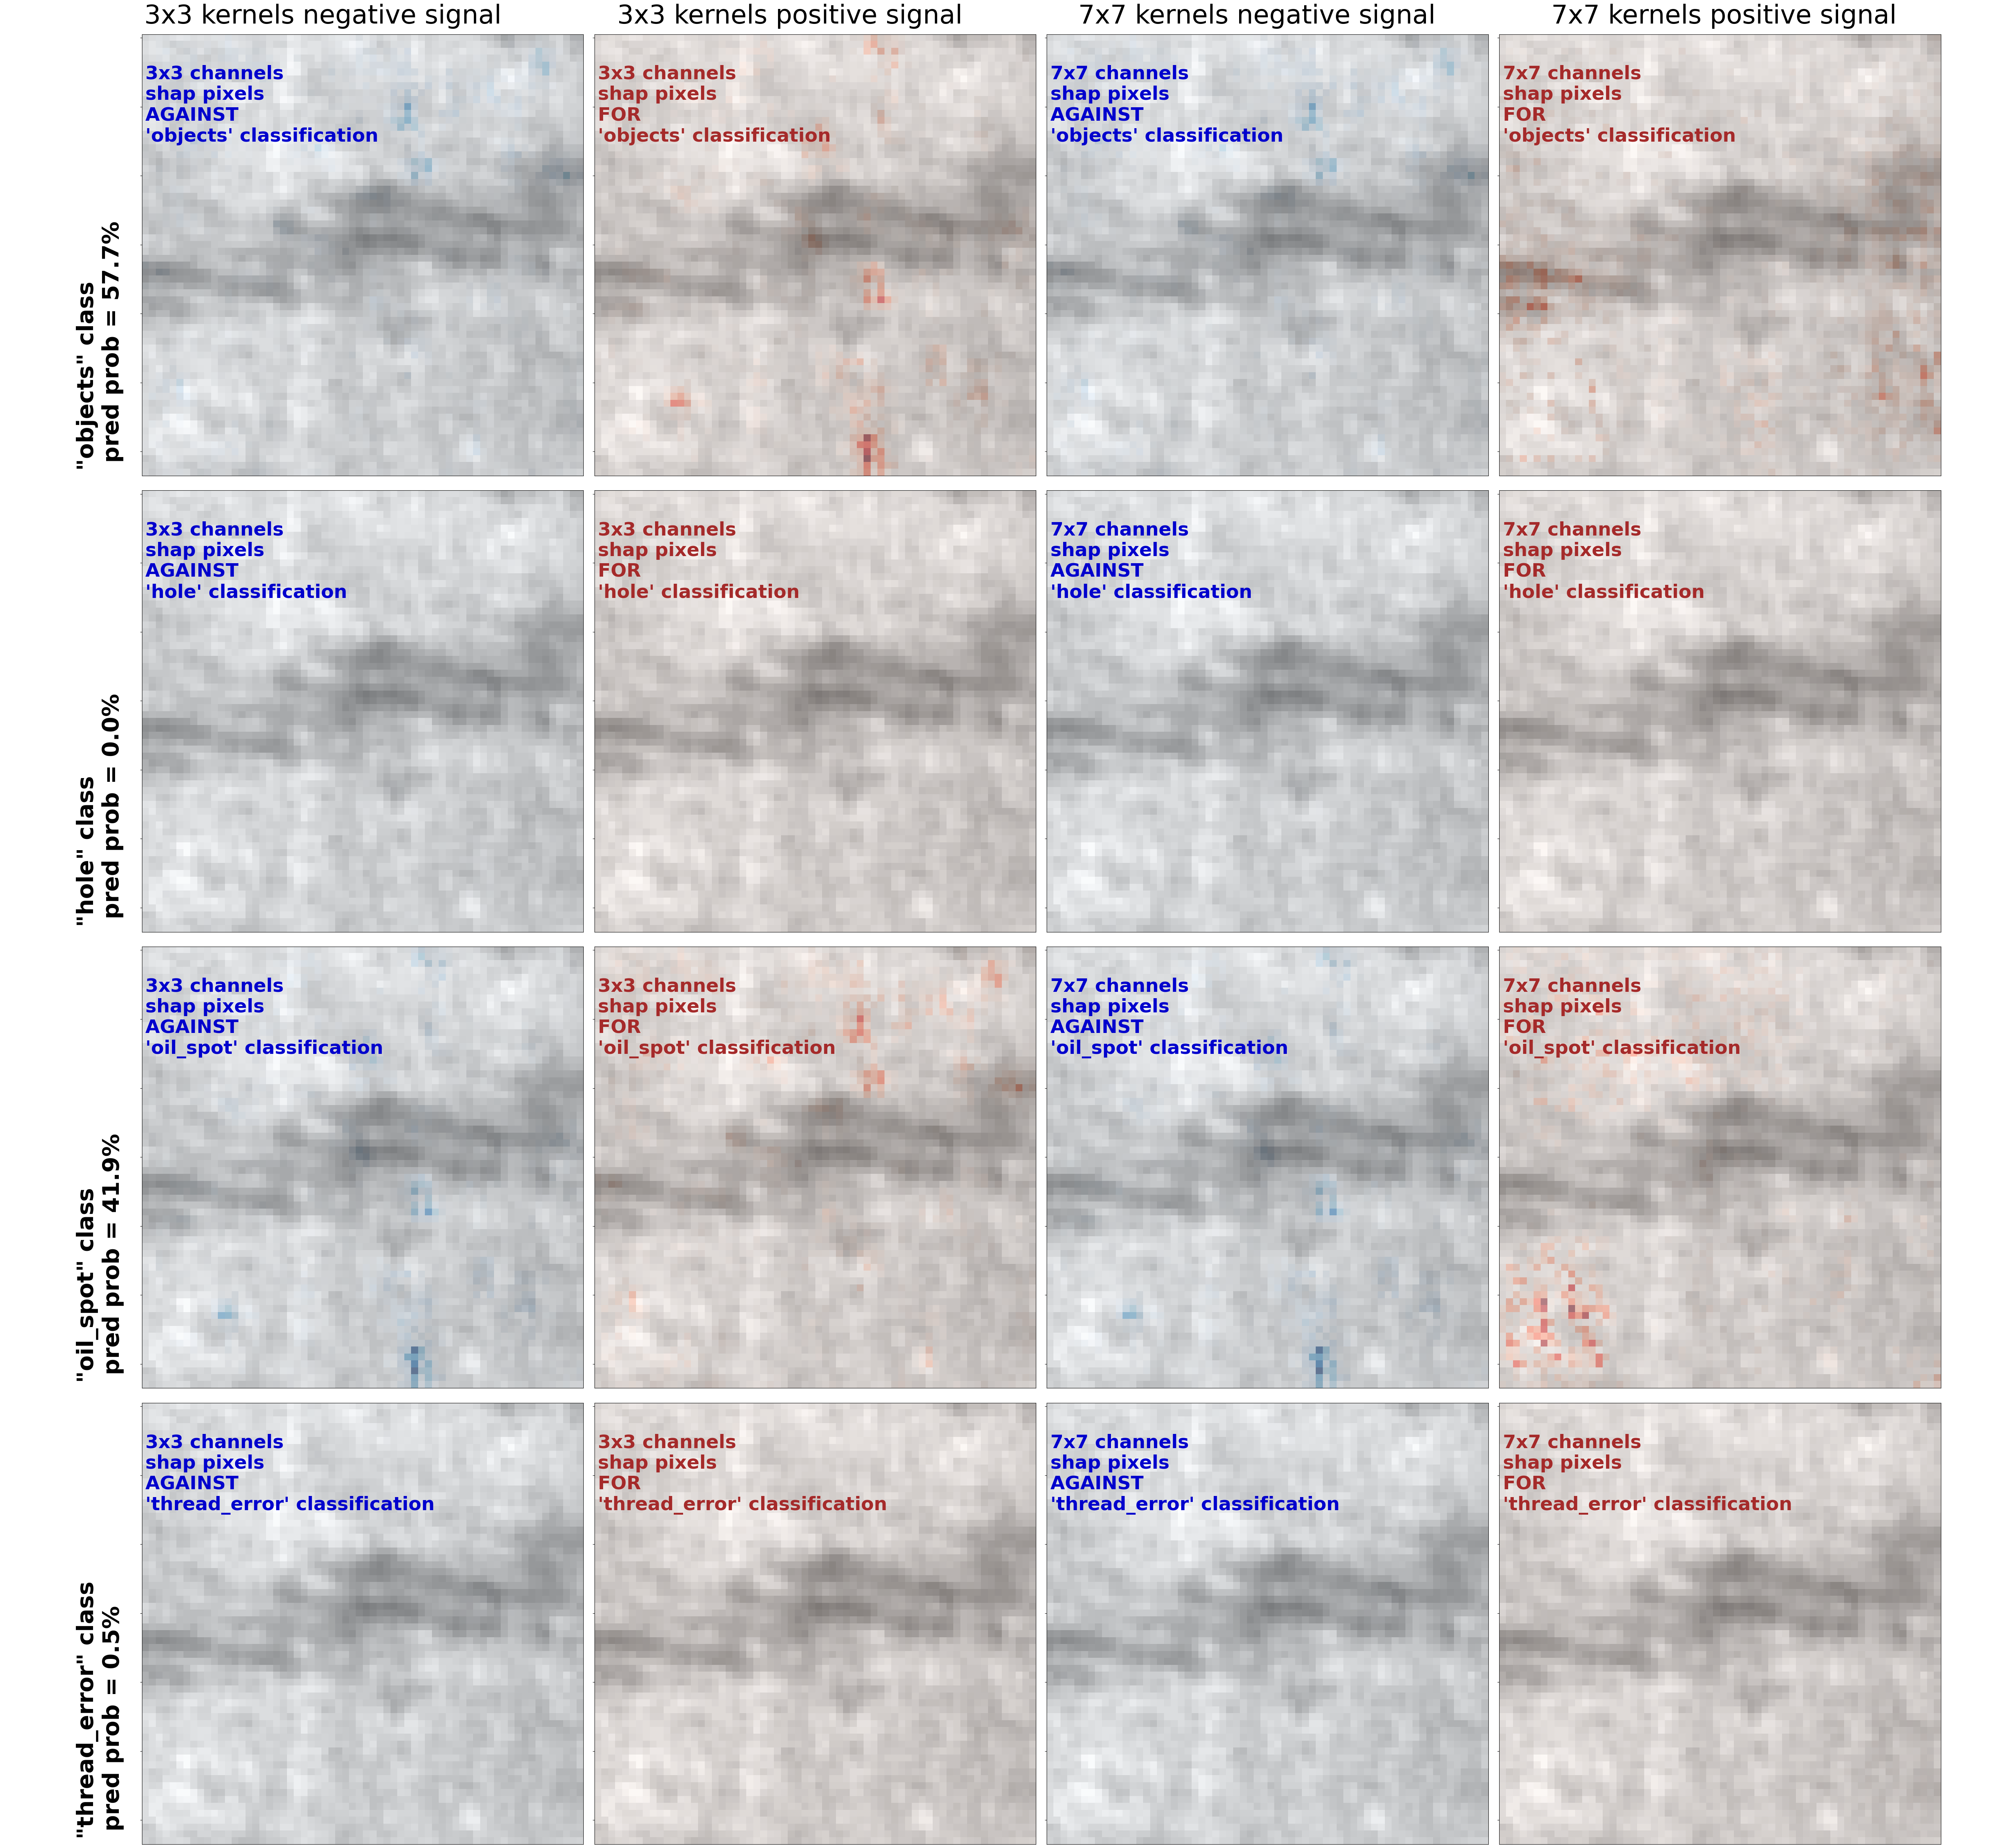 3x3 kernels negative signal
3x3 kernels positive signal
7x7 kernels negative signal
7x7 kernels positive signal
"objects" class
pred prob = 57.7%
3x3 channels
shap pixels
AGAINST
'objects' classification
3x3 channels
shap pixels
FOR
'objects' classification
7x7 channels
shap pixels
AGAINST
'objects' classification
7x7 channels
shap pixels
FOR
'objects' classification
"hole" class
pred prob = 0.0%
3x3 channels
shap pixels
AGAINST
'hole' classification
3x3 channels
shap pixels
FOR
'hole' classification
7x7 channels
shap pixels
AGAINST
'hole' classification
7x7 channels
shap pixels
FOR
'hole' classification
"oil_spot" class
pred prob = 41.9%
3x3 channels
shap pixels
AGAINST
'oil_spot' classification
3x3 channels
shap pixels
FOR
'oil_spot' classification
7x7 channels
shap pixels
AGAINST
'oil_spot' classification
7x7 channels
shap pixels
FOR
'oil_spot' classification
"thread_error" class
pred prob = 0.5%
3x3 channels
shap pixels
AGAINST
'thread_error' classification
3x3 channels
shap pixels
FOR
'thread_error' classification
7x7 channels
shap pixels
AGAINST
'thread_error' classification
7x7 channels
shap pixels
FOR
'thread_error' classification